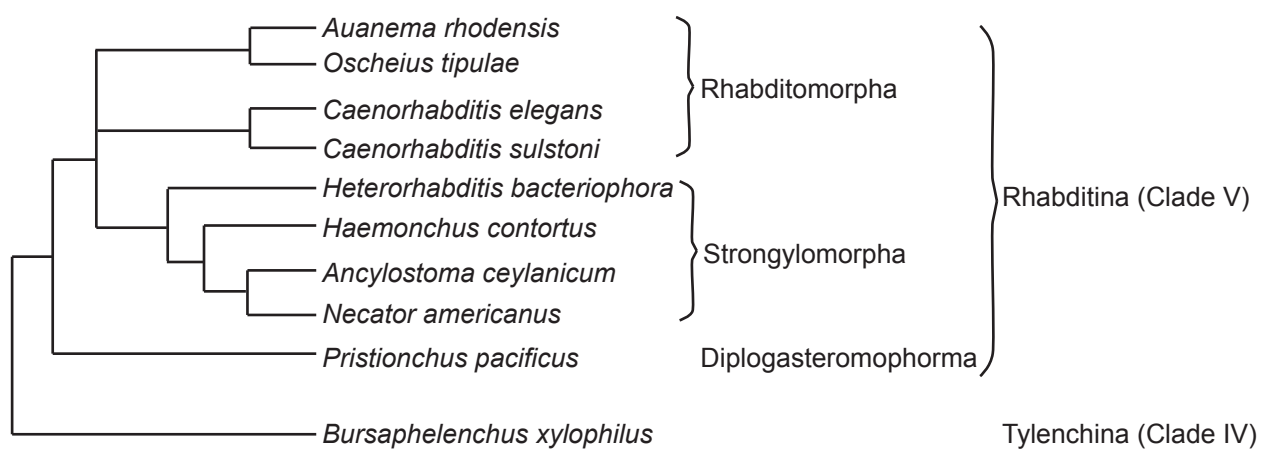 Auanema rhodensis
Oscheius tipulae
Rhabditomorpha
Caenorhabditis elegans
Caenorhabditis sulstoni
Heterorhabditis bacteriophora
Rhabditina (Clade V)
Haemonchus contortus
Strongylomorpha
Ancylostoma ceylanicum
Necator americanus
Pristionchus pacificus Diplogasteromophorma
Bursaphelenchus xylophilus Tylenchina (Clade IV)